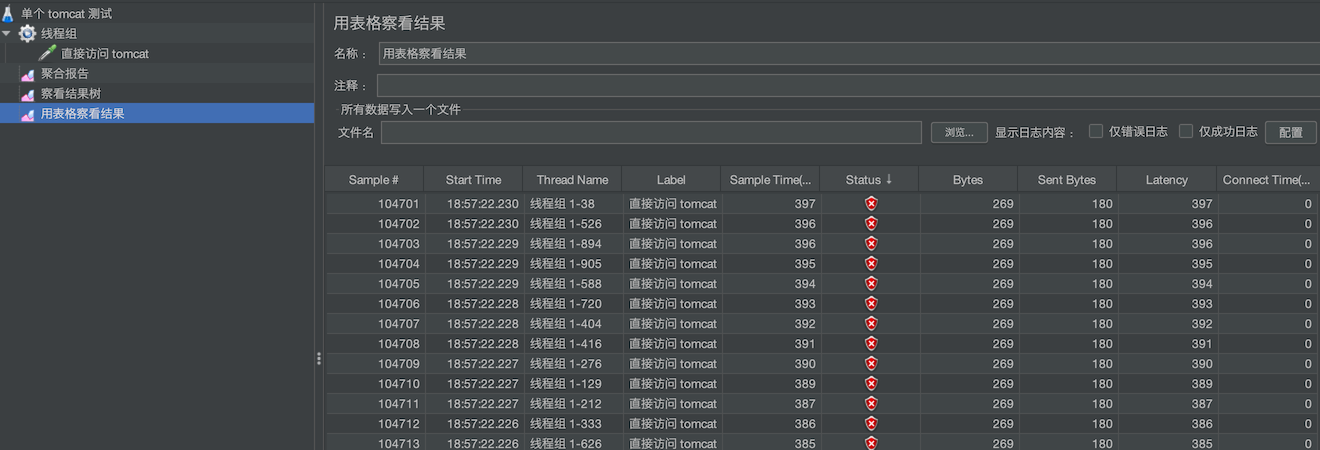 单个 tomcat 测试
线程组
直接访问 tomcat
聚合报告
察看结果树
用表格察看结果
用表格察看结果
名称： 用表格察看结果
注释：
所有数据写入一个文件
文件名 浏览... 显示日志内容： 仅错误日志 仅成功日志 配置
Sample # Start Time Thread Name Label Sample Time(... Status ↓ Bytes Sent Bytes Latency Connect Time(...
104701 18:57:22.230 线程组 1-38 直接访问 tomcat 397 269 180 397 0
104702 18:57:22.230 线程组 1-526 直接访问 tomcat 396 269 180 396 0
104703 18:57:22.229 线程组 1-894 直接访问 tomcat 396 269 180 396 0
104704 18:57:22.229 线程组 1-905 直接访问 tomcat 395 269 180 395 0
104705 18:57:22.229 线程组 1-588 直接访问 tomcat 394 269 180 394 0
104706 18:57:22.228 线程组 1-720 直接访问 tomcat 393 269 180 393 0
104707 18:57:22.228 线程组 1-404 直接访问 tomcat 392 269 180 392 0
104708 18:57:22.228 线程组 1-416 直接访问 tomcat 391 269 180 391 0
104709 18:57:22.227 线程组 1-276 直接访问 tomcat 390 269 180 390 0
104710 18:57:22.227 线程组 1-129 直接访问 tomcat 389 269 180 389 0
104711 18:57:22.227 线程组 1-212 直接访问 tomcat 387 269 180 387 0
104712 18:57:22.226 线程组 1-333 直接访问 tomcat 386 269 180 386 0
104713 18:57:22.226 线程组 1-626 直接访问 tomcat 385 269 180 385 0